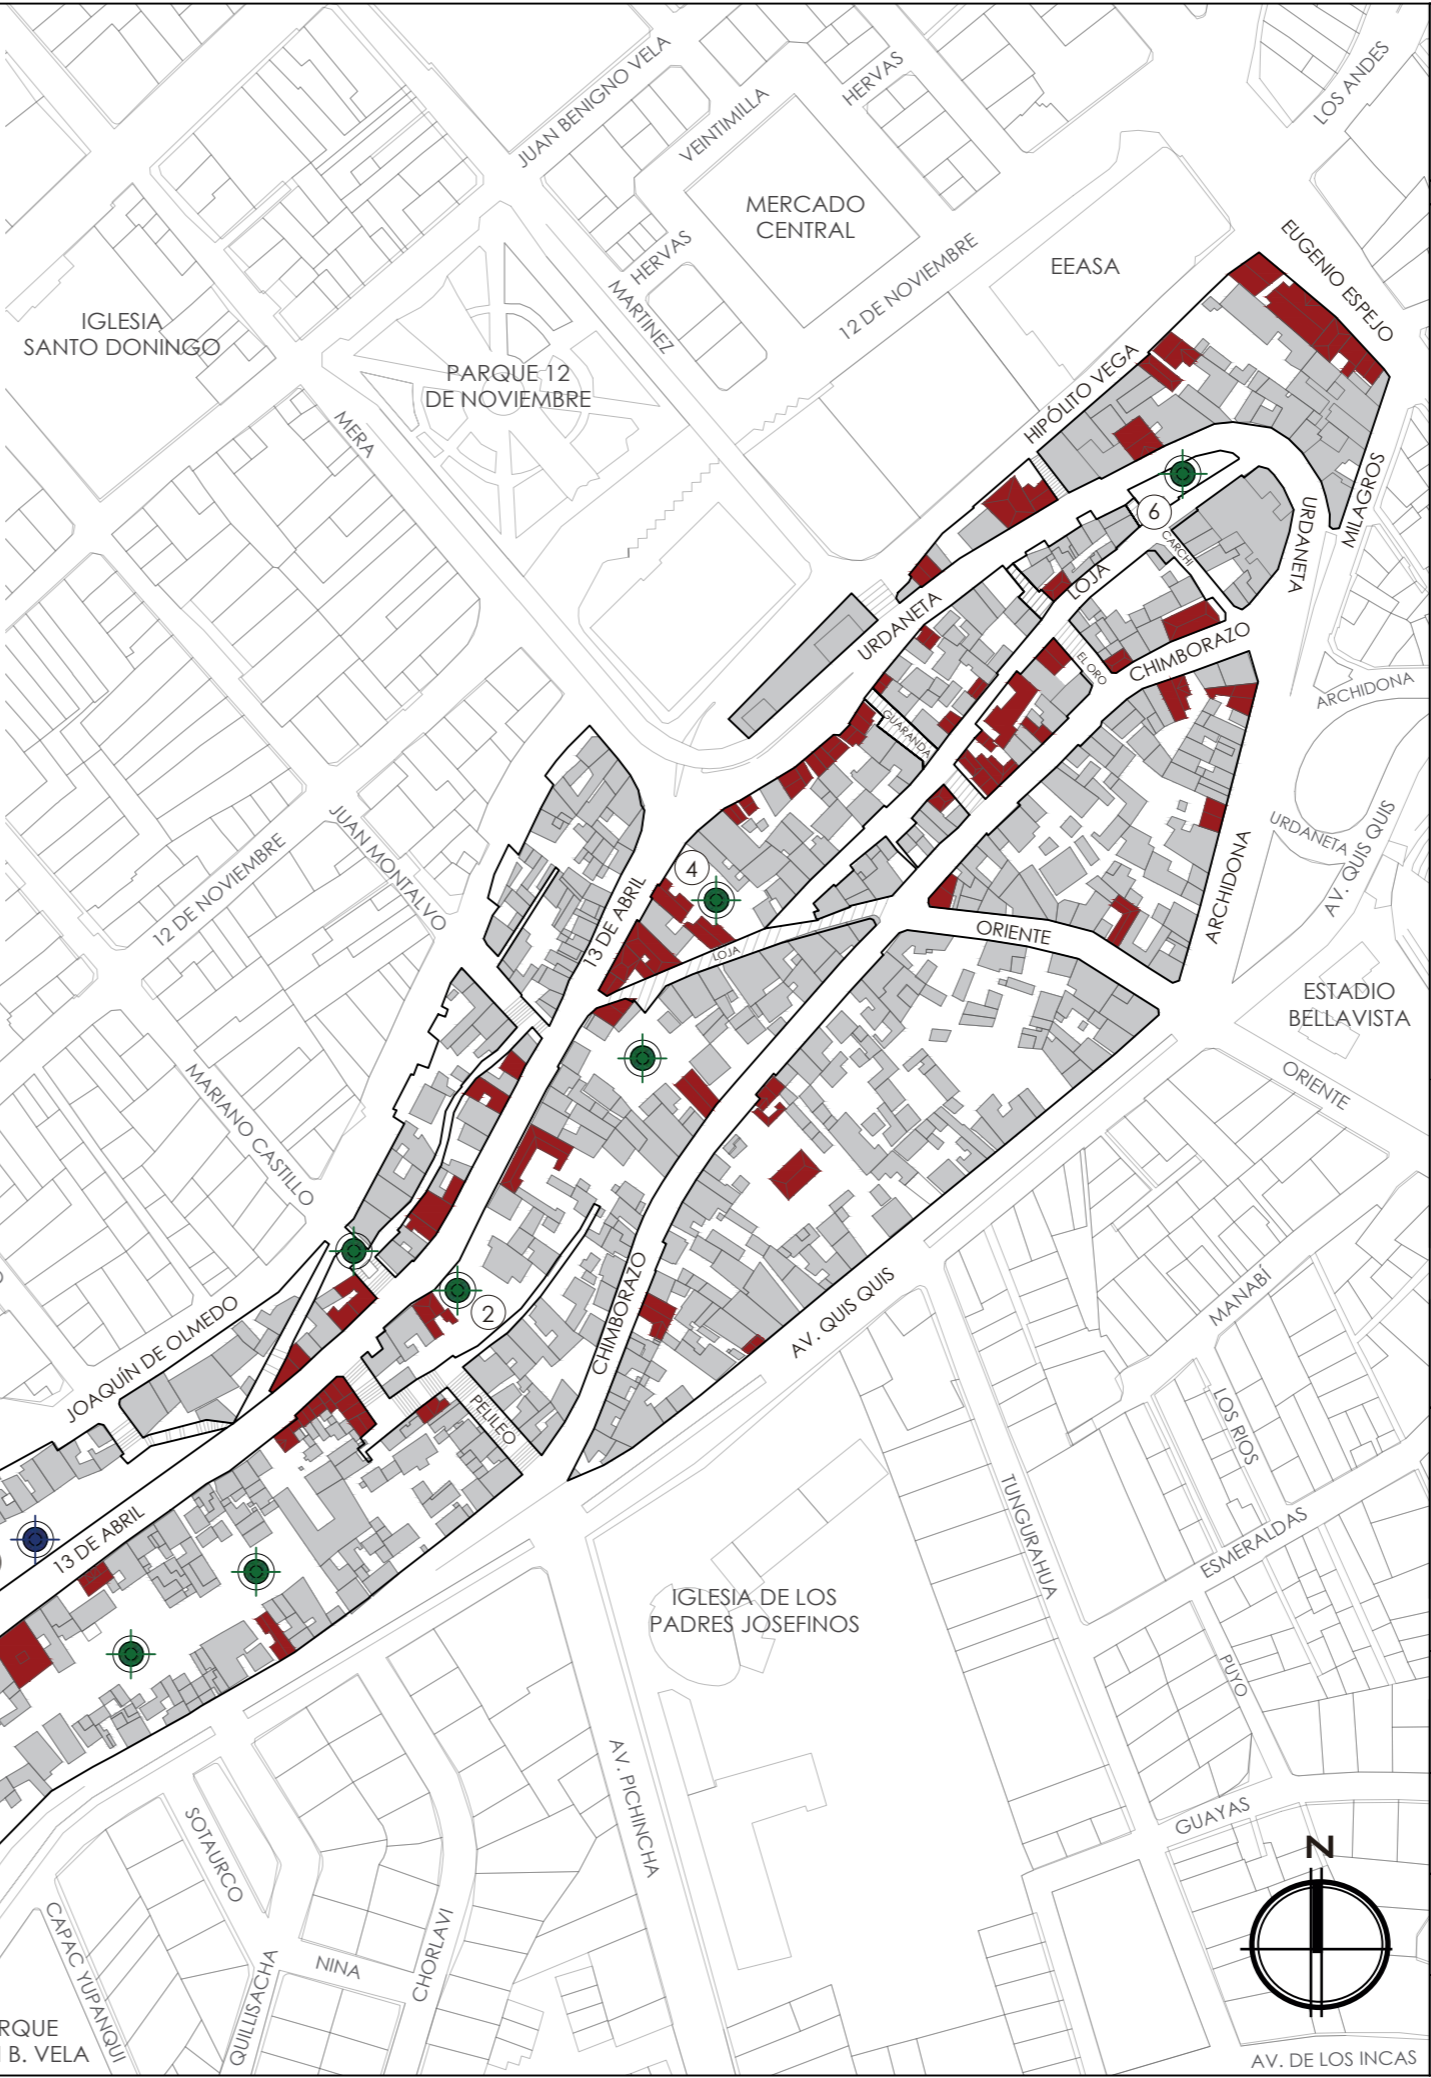 JUAN BENIGNO VELA
VEINTIMILLA
HERVAS
LOS ANDES
MERCADO
CENTRAL
HERVAS
MARTINEZ
12 DE NOVIEMBRE
EEASA
EUGENIO ESPEJO
IGLESIA
SANTO DONINGO
PARQUE 12
DE NOVIEMBRE
MERA
HIPÓLITO VEGA
MILAGROS
URDANETA
6
CARCHI
LOJA
URDANETA
EL ORO
CHIMBORAZO
ARCHIDONA
GUARANDA
JUAN MONTALVO
12 DE NOVIEMBRE
URDANETA
AV. QUIS QUIS
4
13 DE ABRIL
LOJA
ORIENTE
ARCHIDONA
ESTADIO
BELLAVISTA
ORIENTE
MARIANO CASTILLO
JOAQUÍN DE OLMEDO
2
CHIMBORAZO
AV. QUIS QUIS
MANABÍ
PELILEO
LOS RIOS
TUNGURAHUA
ESMERALDAS
13 DE ABRIL
IGLESIA DE LOS
PADRES JOSEFINOS
PUYO
AV. PICHINCHA
GUAYAS
SOTAURCO
N
CAPAC YUPANQUI
QUILLISACHA
NINA
CHORLAVI
RQUE
B. VELA
AV. DE LOS INCAS